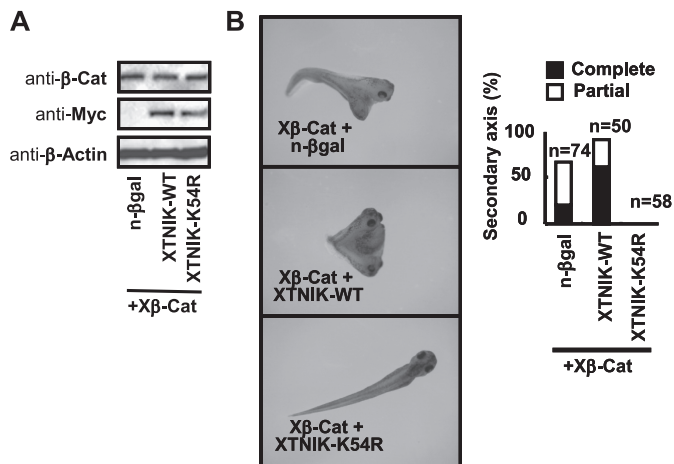 A
anti-β-Cat
anti-Myc
anti-β-Actin
n-βgal
XTNIK-WT
XTNIK-K54R
+Xβ-Cat
B
Xβ-Cat +
n-βgal
Xβ-Cat +
XTNIK-WT
Xβ-Cat +
XTNIK-K54R
Complete
Partial
Secondary axis (%)
100
50
0
n=74
n=50
n=58
n-βgal
XTNIK-WT
XTNIK-K54R
+Xβ-Cat